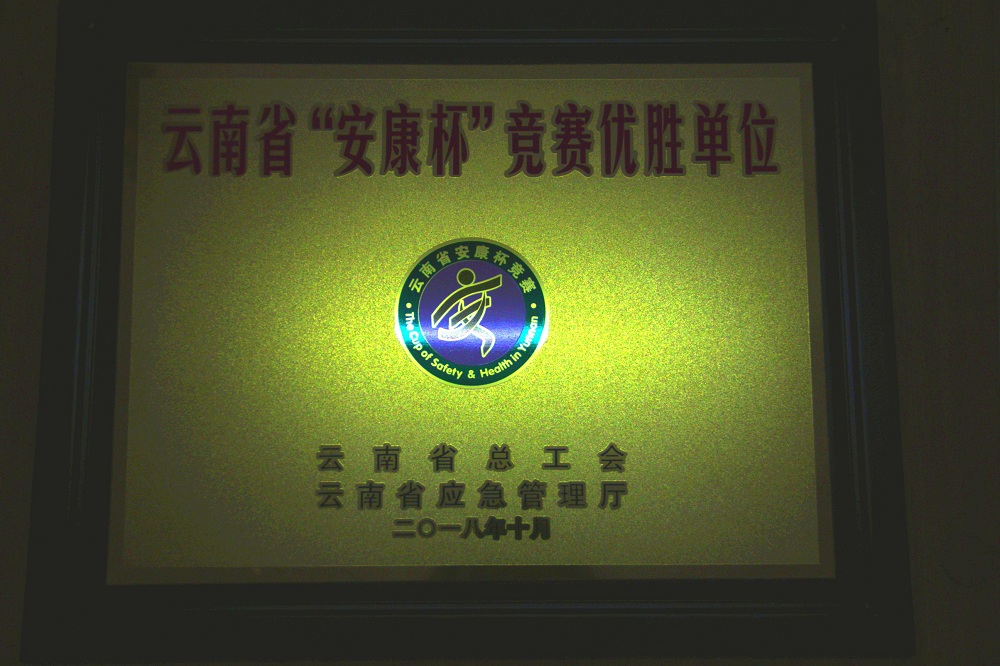 云南省“安康杯”竞赛优胜单位
云南省安康杯竞赛
The Cup of Safety & Health in Yunnan
云南省总工会
云南省应急管理厅
二〇一八年十月